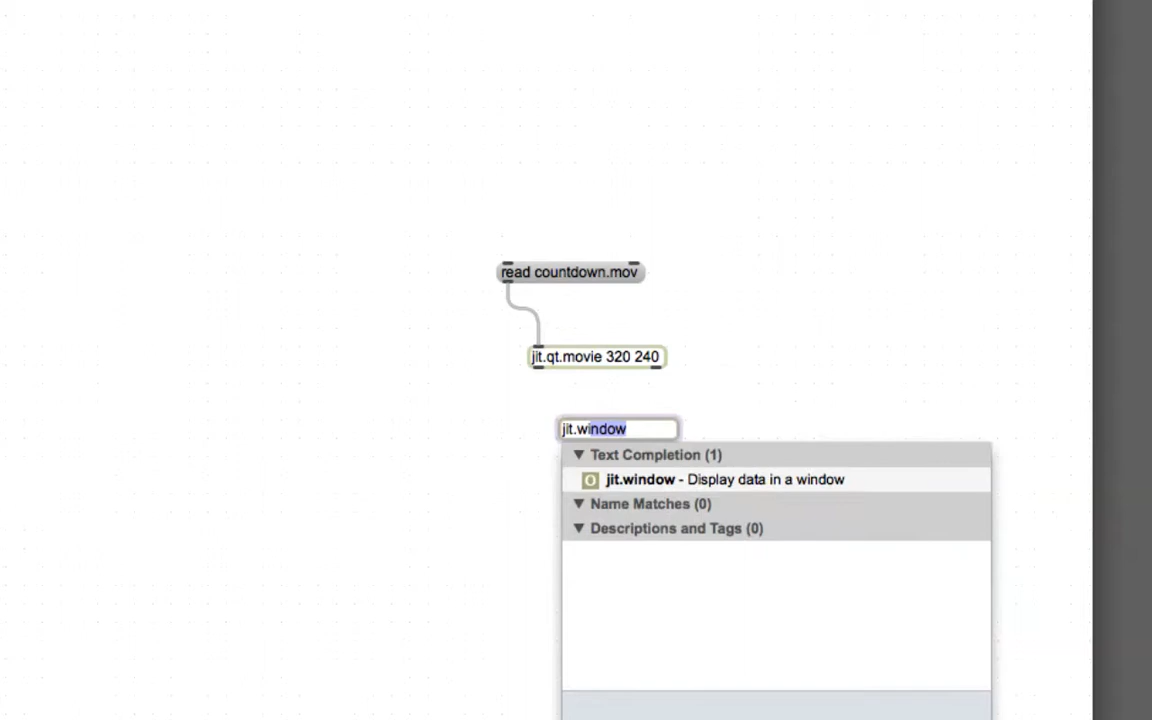 read countdown.mov
jit.qt.movie 320 240
jit.window
Text Completion (1)
O jit.window - Display data in a window
Name Matches (0)
Descriptions and Tags (0)